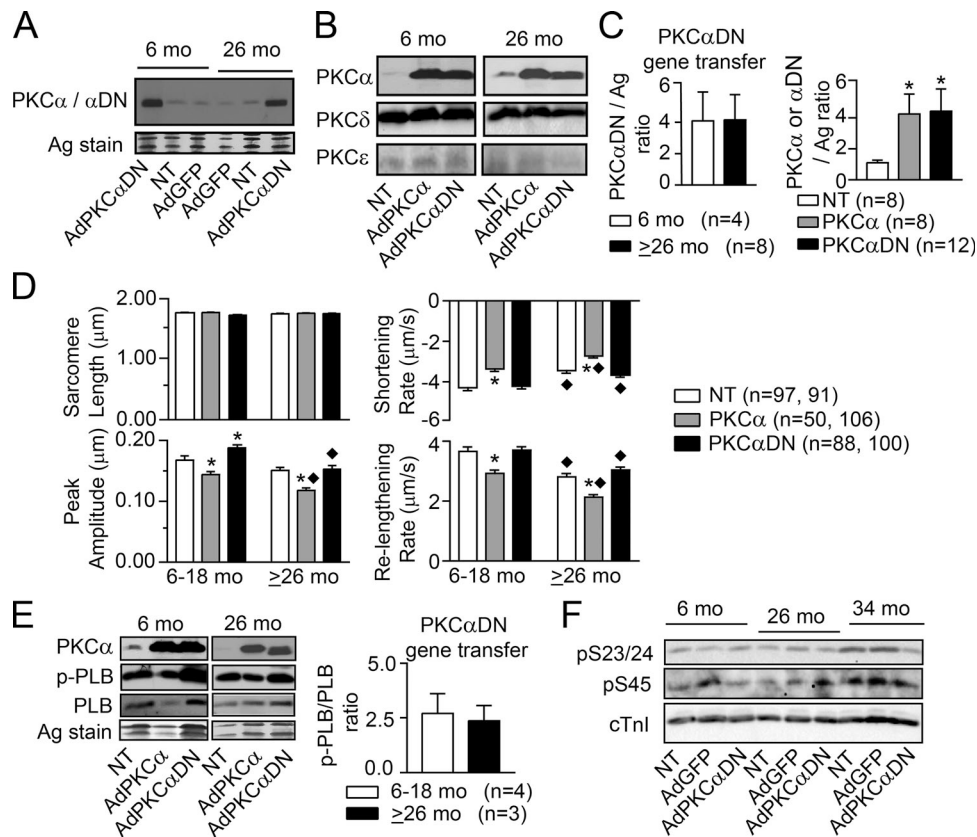 A
6 mo 26 mo
PKCα / αDN
Ag stain
AdPKCαDN
NT
AdGFP
AdGFP
NT
AdPKCαDN
B
6 mo 26 mo
PKCα
PKCδ
PKCε
NT
AdPKCα
AdPKCαDN
NT
AdPKCα
AdPKCαDN
C
PKCαDN
gene transfer
PKCαDN / Ag
ratio
6
4
2
0
6 mo (n=4)
≥26 mo (n=8)
PKCα or αDN
/ Ag ratio
8
6
4
2
0
* *
NT (n=8)
PKCα (n=8)
PKCαDN (n=12)
D
Sarcomere
Length (μm)
1.75
1.00
0.00
Shortening
Rate (μm/s)
0
-2
-4
-6
* ◆ *◆ ◆
Peak
Amplitude (μm)
0.20
0.10
0.00
* * *◆ ◆
6-18 mo ≥26 mo
Re-lengthening
Rate (μm/s)
4
2
0
* ◆ *◆ ◆
6-18 mo ≥26 mo
NT (n=97, 91)
PKCα (n=50, 106)
PKCαDN (n=88, 100)
E
6 mo 26 mo
PKCα
p-PLB
PLB
Ag stain
NT
AdPKCα
AdPKCαDN
NT
AdPKCα
AdPKCαDN
PKCαDN
gene transfer
p-PLB/PLB
ratio
5.0
2.5
0.0
6-18 mo (n=4)
≥26 mo (n=3)
F
6 mo 26 mo 34 mo
pS23/24
pS45
cTnI
NT
AdGFP
AdPKCαDN
NT
AdGFP
AdPKCαDN
NT
AdGFP
AdPKCαDN